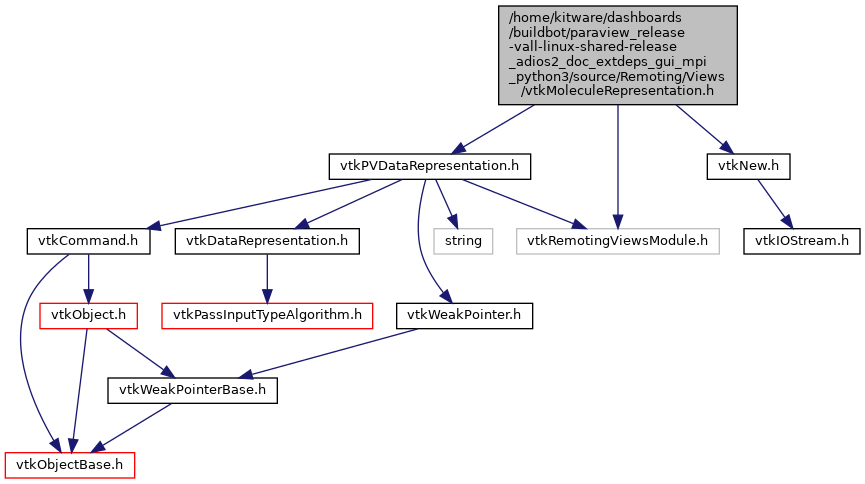 /home/kitware/dashboards
/buildbot/paraview_release
-vall-linux-shared-release
_adios2_doc_extdeps_gui_mpi
_python3/source/Remoting/Views
/vtkMoleculeRepresentation.h
vtkPVDataRepresentation.h
vtkNew.h
vtkCommand.h
vtkDataRepresentation.h
string
vtkRemotingViewsModule.h
vtkIOStream.h
vtkObject.h
vtkPassInputTypeAlgorithm.h
vtkWeakPointer.h
vtkWeakPointerBase.h
vtkObjectBase.h